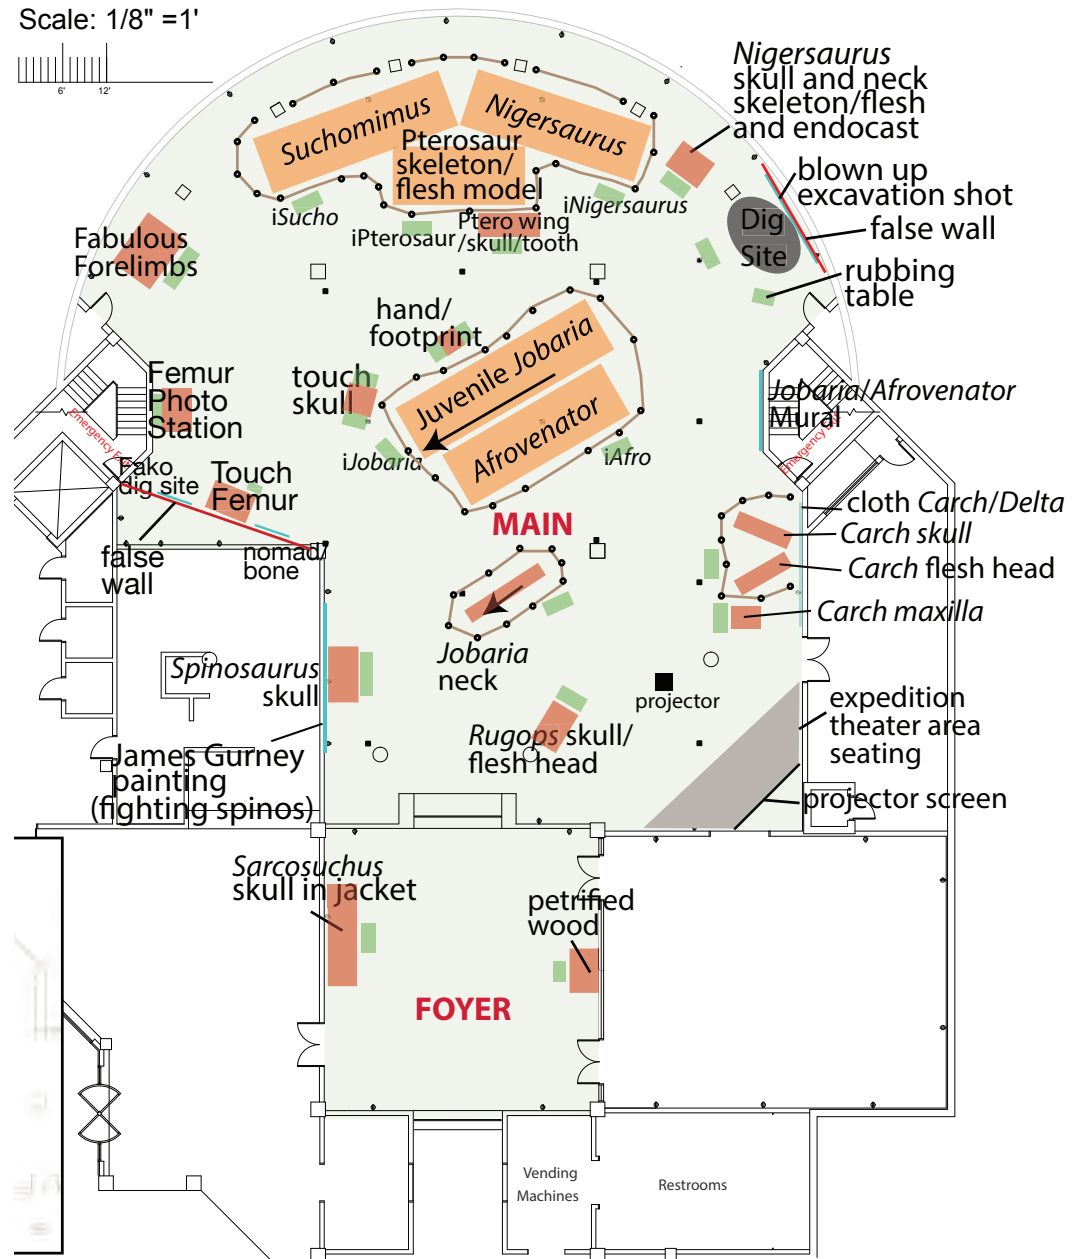 Scale: 1/8" =1'
6'
12'
Nigersaurus
skull and neck
skeleton/flesh
and endocast
Suchomimus
Nigersaurus
Pterosaur
skeleton/
flesh model
blown up
excavation shot
false wall
iSucho
iPterosaur
Ptero wing
/skull/tooth
iNigersaurus
Dig
Site
Fabulous
Forelimbs
rubbing
table
hand/
footprint
Juvenile Jobaria
Afrovenator
touch
skull
iJobaria
iAfro
Femur
Photo
Station
Emergency Exit
Jobaria/Afrovenator
Mural
Emergency Exit
Fako
dig site
Touch
Femur
false
wall
nomad/
bone
MAIN
cloth Carch/Delta
Carch skull
Carch flesh head
Carch maxilla
Jobaria
neck
Spinosaurus
skull
projector
expedition
theater area
seating
Rugops skull/
flesh head
James Gurney
painting
(fighting spinos)
projector screen
Sarcosuchus
skull in jacket
petrified
wood
FOYER
Vending
Machines
Restrooms